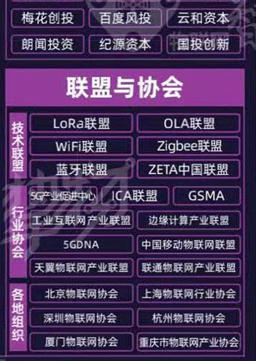 梅花创投 百度风投 云和资本
朗闻投资 纪源资本 国投创新
联盟与协会
技术联盟
LoRa联盟 OLA联盟
WiFi联盟 Zigbee联盟
蓝牙联盟 ZETA中国联盟
行业协会
5G产业促进中心 ICA联盟 GSMA
工业互联网产业联盟 边缘计算产业联盟
5GDNA 中国移动物联网联盟
天翼物联网产业联盟 联通物联网产业联盟
各地组织
北京物联网协会 上海物联网行业协会
深圳物联网协会 杭州物联网协会
厦门物联网协会 重庆市物联网产业协会